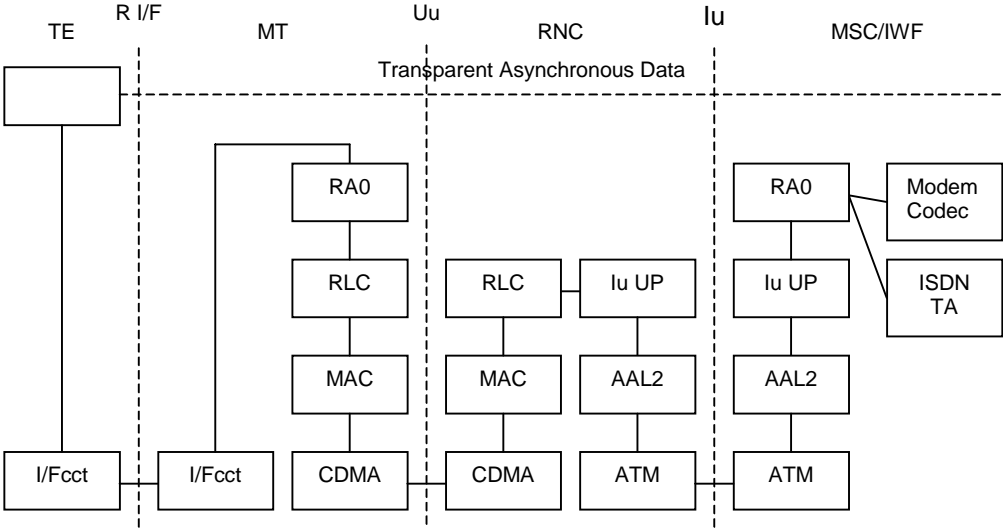 R I/F
Uu
Iu
TE
MT
RNC
MSC/IWF
Transparent Asynchronous Data
RA0
RA0
Modem
Codec
RLC
RLC
Iu UP
Iu UP
ISDN
TA
MAC
MAC
AAL2
AAL2
I/Fcct
I/Fcct
CDMA
CDMA
ATM
ATM